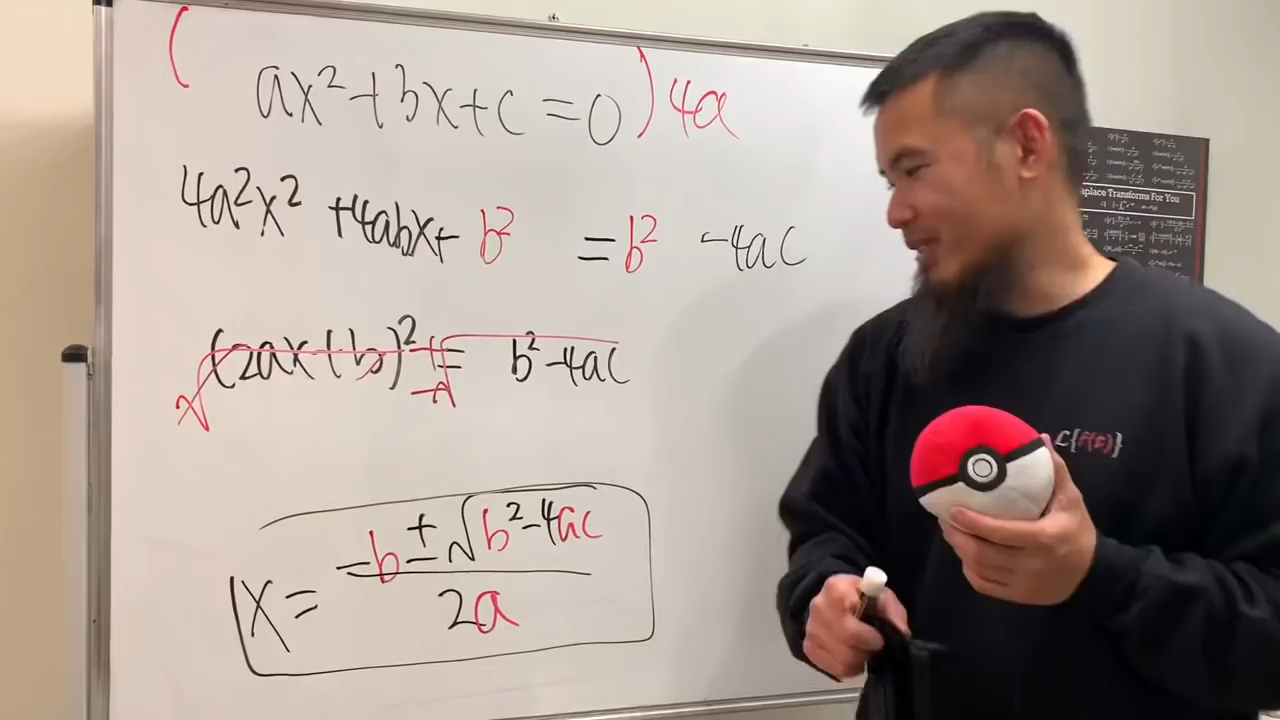 ( ax² + bx + c = 0 ) 4a
4a²x² + 4abx + b² = b² - 4ac
√(2ax + b)² = ±√b² - 4ac
x = -b ± √b² - 4ac
2a
Laplace Transforms For You
L{f(t)}